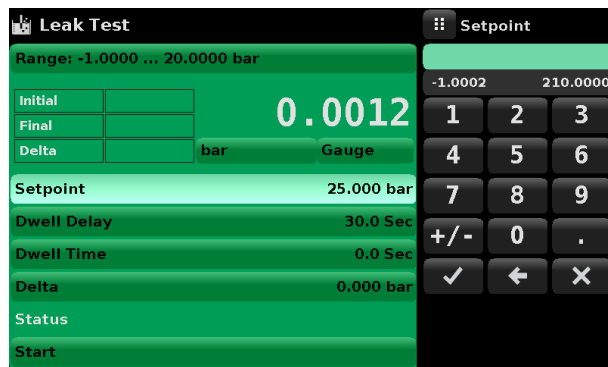 Leak Test
Range: -1.0000 ... 20.0000 bar
Initial
Final
Delta
0.0012
bar Gauge
Setpoint 25.000 bar
Dwell Delay 30.0 Sec
Dwell Time 0.0 Sec
Delta 0.000 bar
Status
Start
Setpoint
-1.0002 210.0000
1 2 3
4 5 6
7 8 9
+/- 0 .